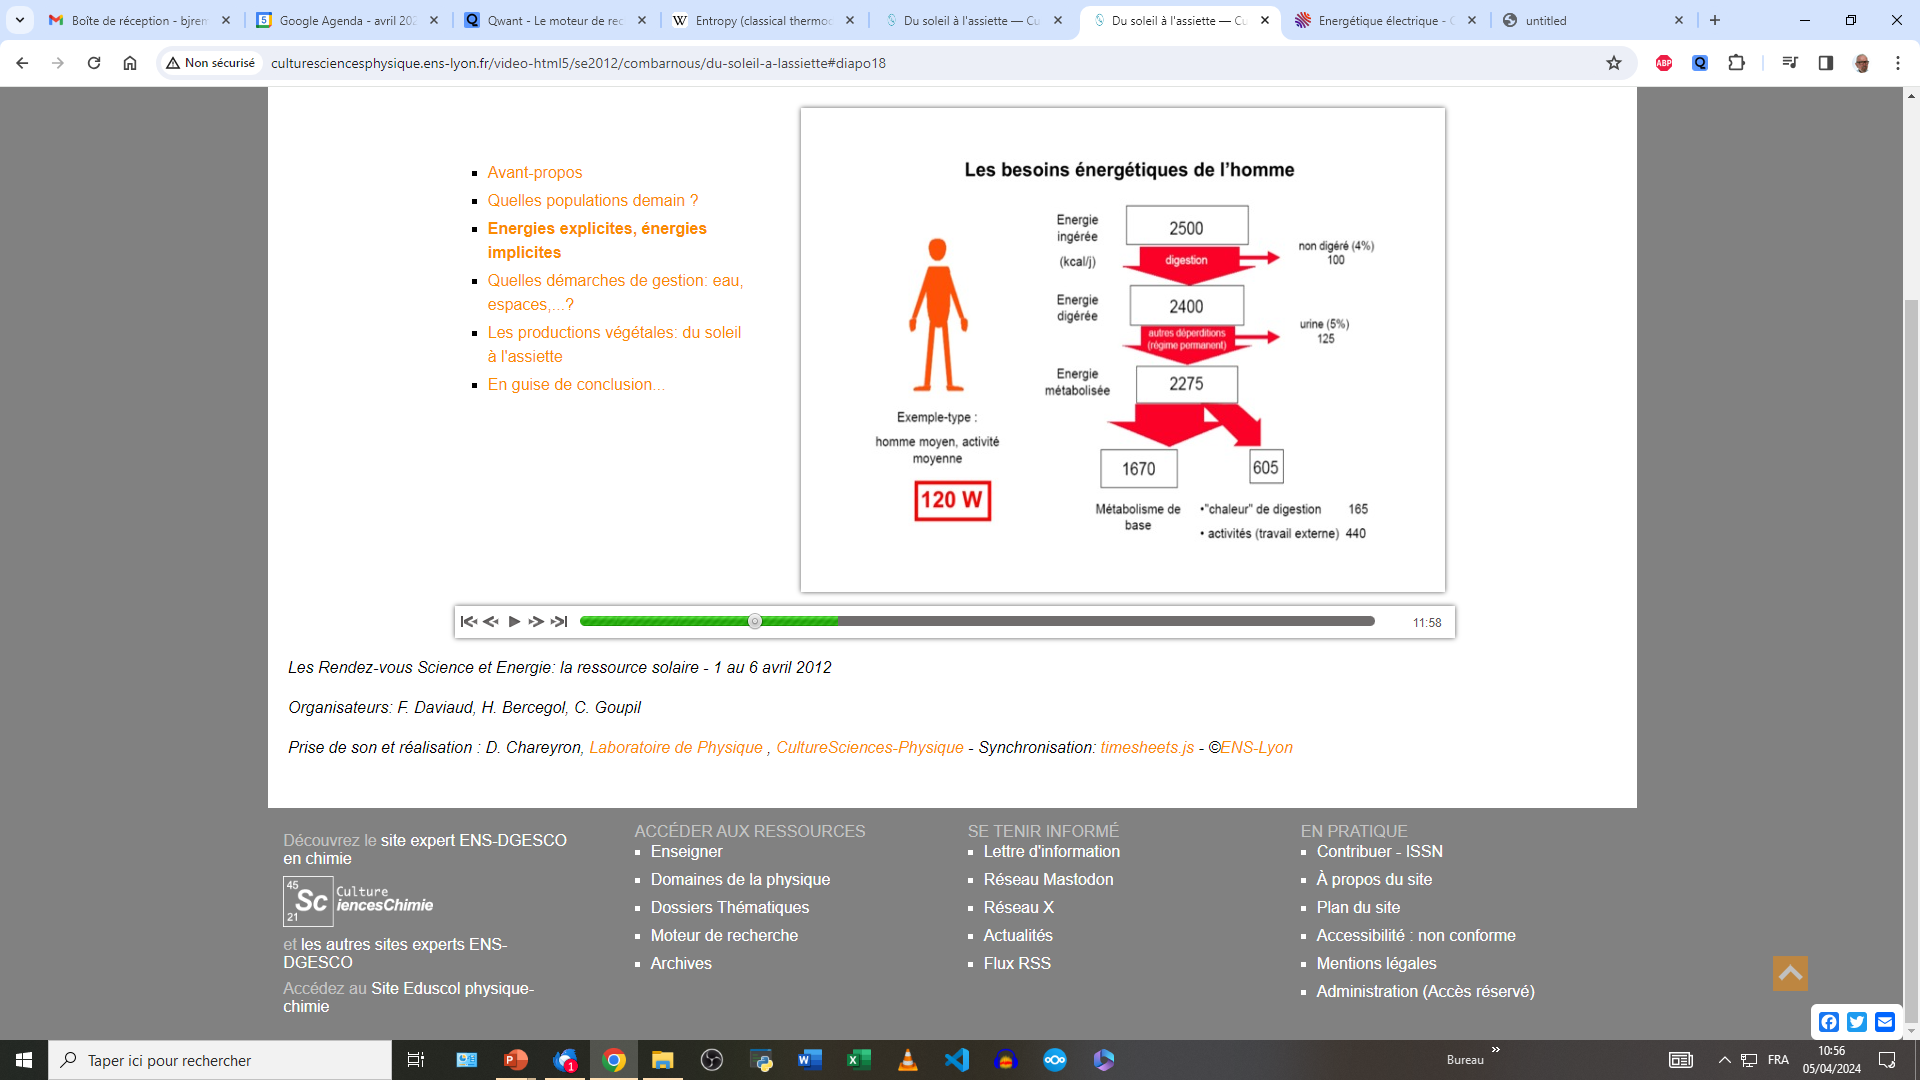 Boîte de réception - bjren
Google Agenda - avril 202
Qwant - Le moteur de rec
Entropy (classical thermod
Du soleil à l'assiette — Cu
Du soleil à l'assiette — Cu
Energétique électrique - C
untitled
Non sécurisé
culturesciencesphysique.ens-lyon.fr/video-html5/se2012/combarnous/du-soleil-a-lassiette#diapo18
Avant-propos
Quelles populations demain ?
Energies explicites, énergies
implicites
Quelles démarches de gestion: eau,
espaces,...?
Les productions végétales: du soleil
à l'assiette
En guise de conclusion...
Les besoins énergétiques de l'homme
Energie
ingérée
(kcal/j)
2500
digestion
non digéré (4%)
100
Energie
digérée
2400
autres déperditions
(régime permanent)
urine (5%)
125
Energie
métabolisée
2275
1670
605
Métabolisme de
base
•"chaleur" de digestion 165
• activités (travail externe) 440
Exemple-type :
homme moyen, activité
moyenne
120 W
11:58
Les Rendez-vous Science et Energie: la ressource solaire - 1 au 6 avril 2012
Organisateurs: F. Daviaud, H. Bercegol, C. Goupil
Prise de son et réalisation : D. Chareyron, Laboratoire de Physique , CultureSciences-Physique - Synchronisation: timesheets.js - ©ENS-Lyon
Découvrez le site expert ENS-DGESCO
en chimie
45
Sc
21
Culture
iencesChimie
et les autres sites experts ENS-
DGESCO
Accédez au Site Eduscol physique-
chimie
ACCÉDER AUX RESSOURCES
Enseigner
Domaines de la physique
Dossiers Thématiques
Moteur de recherche
Archives
SE TENIR INFORMÉ
Lettre d'information
Réseau Mastodon
Réseau X
Actualités
Flux RSS
EN PRATIQUE
Contribuer - ISSN
À propos du site
Plan du site
Accessibilité : non conforme
Mentions légales
Administration (Accès réservé)
Taper ici pour rechercher
Bureau
FRA
10:56
05/04/2024